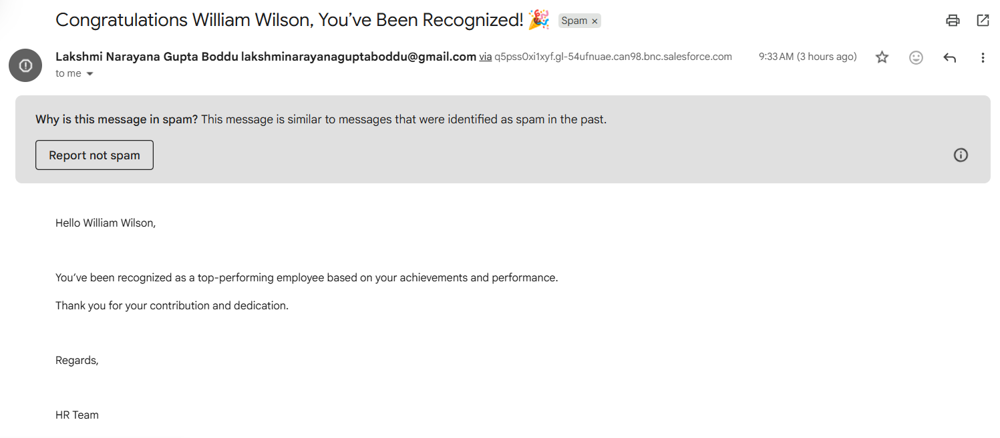 Congratulations William Wilson, You’ve Been Recognized! 🎉 Spam ×
Lakshmi Narayana Gupta Boddu lakshminarayanaguptaboddu@gmail.com via q5pss0xi1xyf.gl-54ufnuae.can98.bnc.salesforce.com 9:33 AM (3 hours ago)
to me
Why is this message in spam? This message is similar to messages that were identified as spam in the past.
Report not spam
Hello William Wilson,
You’ve been recognized as a top-performing employee based on your achievements and performance.
Thank you for your contribution and dedication.
Regards,
HR Team